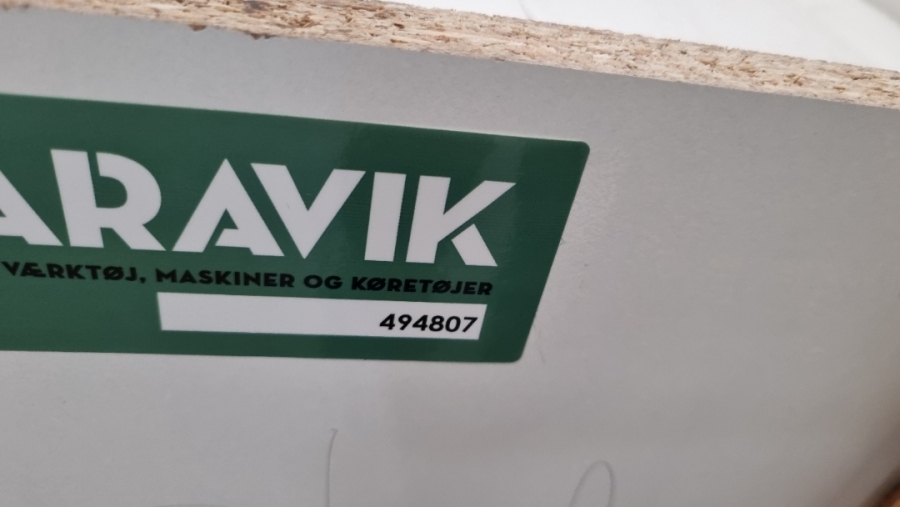 ARAVIK
VÆRKTØJ, MASKINER OG KØRETØJER
494807